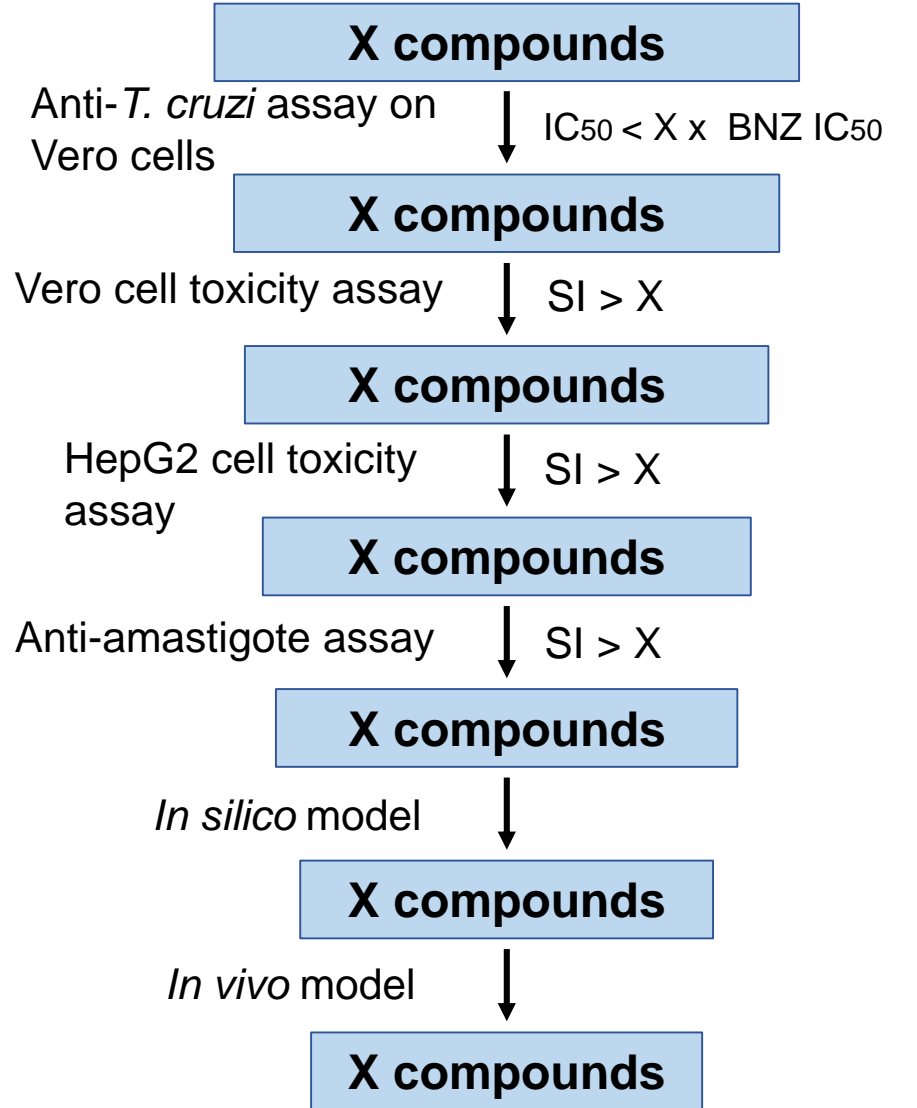 X compounds
Anti-T. cruzi assay on
Vero cells
IC50 < X x BNZ IC50
X compounds
Vero cell toxicity assay
SI > X
X compounds
HepG2 cell toxicity
assay
SI > X
X compounds
Anti-amastigote assay
SI > X
X compounds
In silico model
X compounds
In vivo model
X compounds